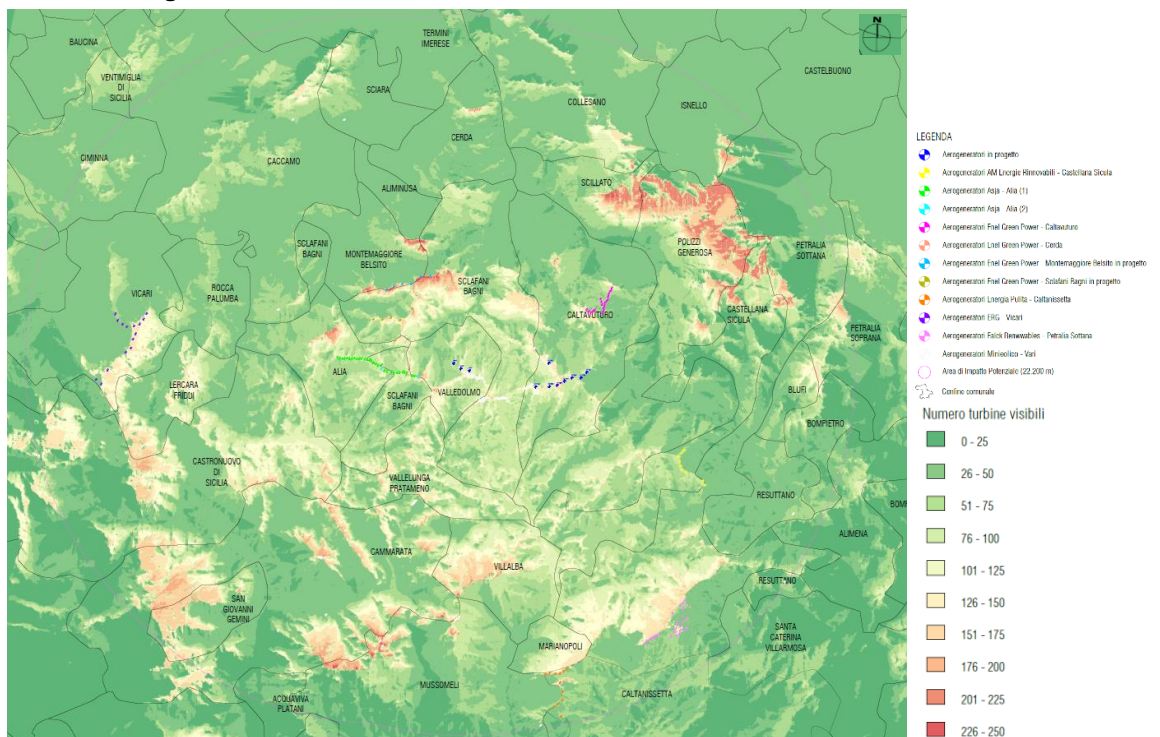 N
BAUCINA
TERMINI
IMERESE
CASTELBUONO
VENTIMIGLIA
DI
SICILIA
SCIARA
COLLESANO
ISNELLO
CERDA
CIMINNA
CACCAMO
ALIMINUSA
SCILLATO
SCLAFANI
BAGNI
MONTEMAGGIORE
BELSITO
POLIZZI
GENEROSA
PETRALIA
SOTTANA
SCLAFANI
BAGNI
VICARI
ROCCA
PALUMBA
CALTAVUTURO
CASTELLANA
SICULA
PETRALIA
SOPRANA
ALIA
LERCARA
FRIDDI
SCLAFANI
BAGNI
VALLEDOLMO
BLUFI
BOMPIETRO
CASTRONUOVO
DI
SICILIA
VALLELUNGA
PRATAMENO
RESUTTANO
BOMP
ALIMENA
CAMMARATA
VILLALBA
RESUTTANO
SAN
GIOVANNI
GEMINI
SANTA
CATERINA
VILLARMOSA
MARIANOPOLI
MUSSOMELI
CALTANISSETTA
ACQUAVIVA
PLATANI
LEGENDA
Aerogeneratori in progetto
Aerogeneratori AM Energie Rinnovabili - Castellana Sicula
Aerogeneratori Asja - Alia (1)
Aerogeneratori Asja - Alia (2)
Aerogeneratori Enel Green Power - Caltavuturo
Aerogeneratori Enel Green Power - Cerda
Aerogeneratori Enel Green Power - Montemaggiore Belsito in progetto
Aerogeneratori Enel Green Power - Sclafani Bagni in progetto
Aerogeneratori Energia Pulita - Caltanissetta
Aerogeneratori ERG - Vicari
Aerogeneratori Falck Renewables - Petralia Sottana
Aerogeneratori Minieolico - Vari
Area di Impatto Potenziale (22.200 m)
Confine comunale
Numero turbine visibili
0 - 25
26 - 50
51 - 75
76 - 100
101 - 125
126 - 150
151 - 175
176 - 200
201 - 225
226 - 250